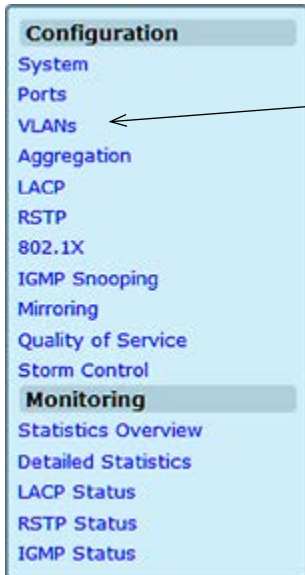 Configuration
System
Ports
VLANs
Aggregation
LACP
RSTP
802.1X
IGMP Snooping
Mirroring
Quality of Service
Storm Control
Monitoring
Statistics Overview
Detailed Statistics
LACP Status
RSTP Status
IGMP Status